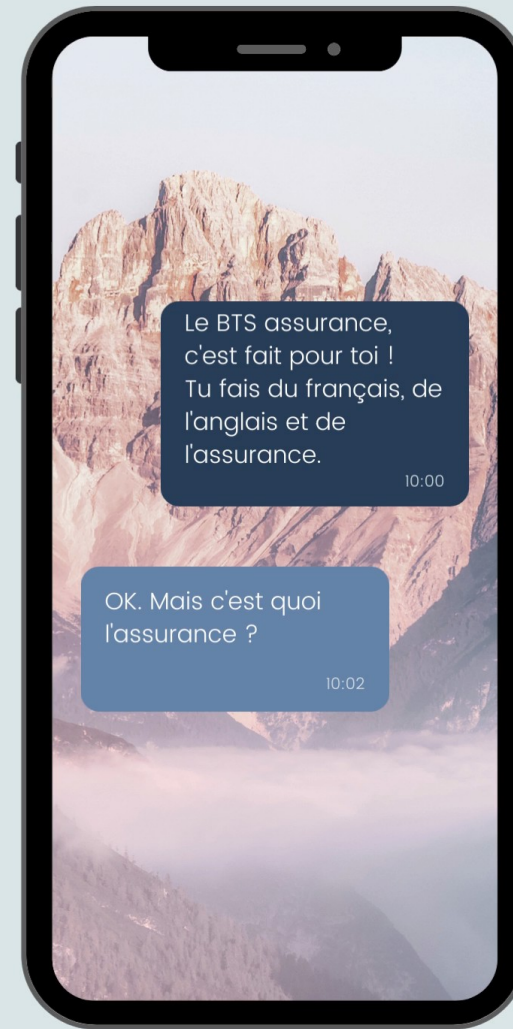 Le BTS assurance,
c'est fait pour toi !
Tu fais du français, de
l'anglais et de
l'assurance.
10:00
OK. Mais c'est quoi
l'assurance ?
10:02